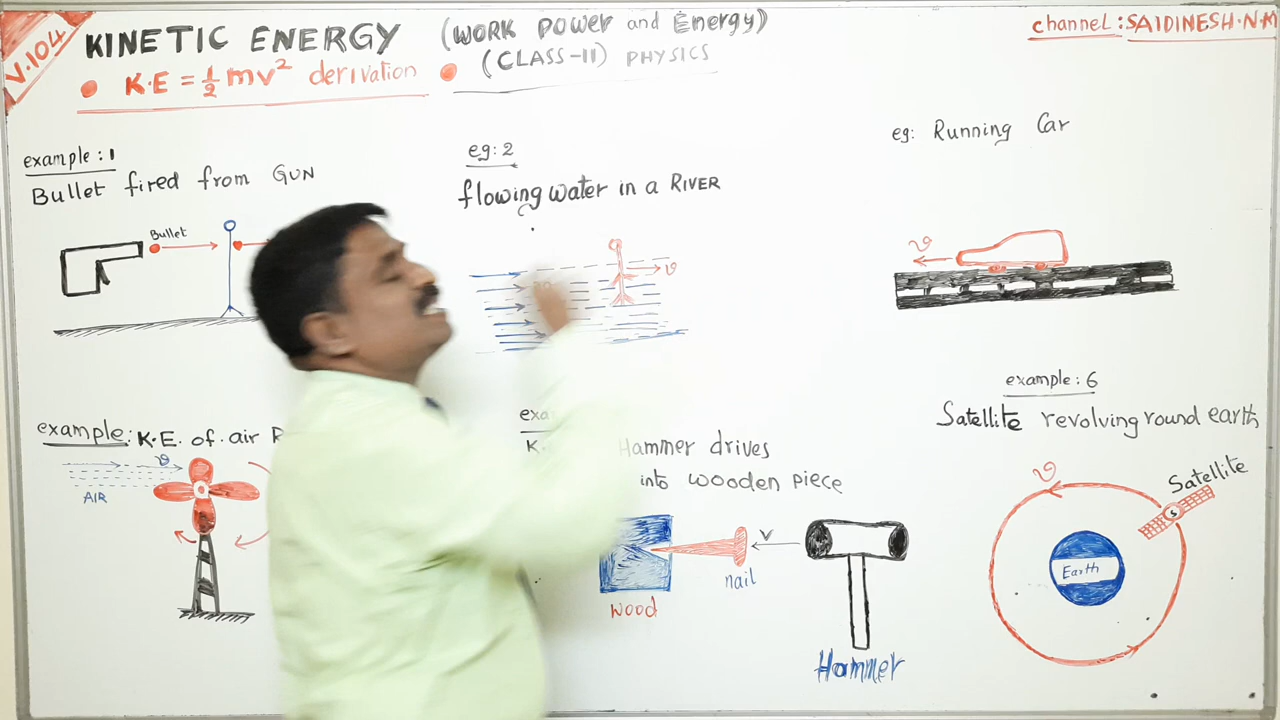 V.104
KINETIC ENERGY (WORK POWER and Energy)
• K.E = ½ mv² derivation • (CLASS-11) PHYSICS
channel: SAIDINESH.N.M
example: 1
Bullet fired from GUN
Bullet
eg: 2
flowing water in a RIVER
v
eg: Running Car
v
example: K.E. of air
v
AIR
Hammer drives
into wooden piece
wood
nail
V
Hammer
example: 6
Satellite revolving round earth
v
Satellite
S
Earth